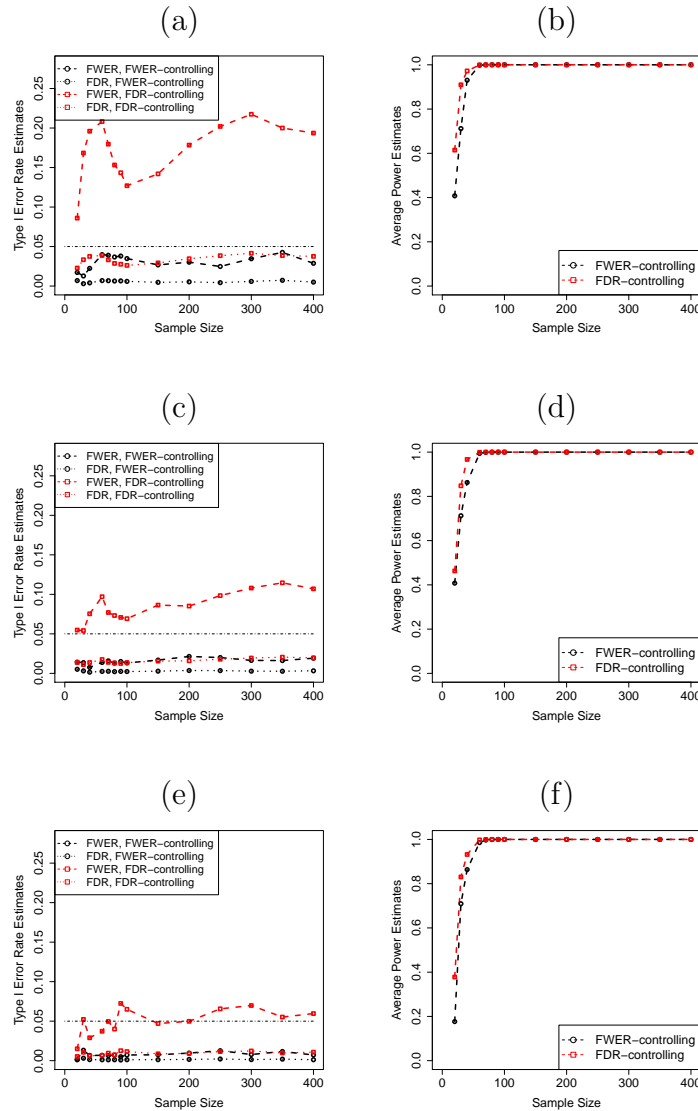 (a)
FWER, FWER−controlling
FDR, FWER−controlling
FWER, FDR−controlling
FDR, FDR−controlling
Type I Error Rate Estimates
0.00 0.05 0.10 0.15 0.20 0.25
0 100 200 300 400
Sample Size
(b)
Average Power Estimates
0.0 0.2 0.4 0.6 0.8 1.0
FWER−controlling
FDR−controlling
0 100 200 300 400
Sample Size
(c)
FWER, FWER−controlling
FDR, FWER−controlling
FWER, FDR−controlling
FDR, FDR−controlling
Type I Error Rate Estimates
0.00 0.05 0.10 0.15 0.20 0.25
0 100 200 300 400
Sample Size
(d)
Average Power Estimates
0.0 0.2 0.4 0.6 0.8 1.0
FWER−controlling
FDR−controlling
0 100 200 300 400
Sample Size
(e)
FWER, FWER−controlling
FDR, FWER−controlling
FWER, FDR−controlling
FDR, FDR−controlling
Type I Error Rate Estimates
0.00 0.05 0.10 0.15 0.20 0.25
0 100 200 300 400
Sample Size
(f)
Average Power Estimates
0.0 0.2 0.4 0.6 0.8 1.0
FWER−controlling
FDR−controlling
0 100 200 300 400
Sample Size